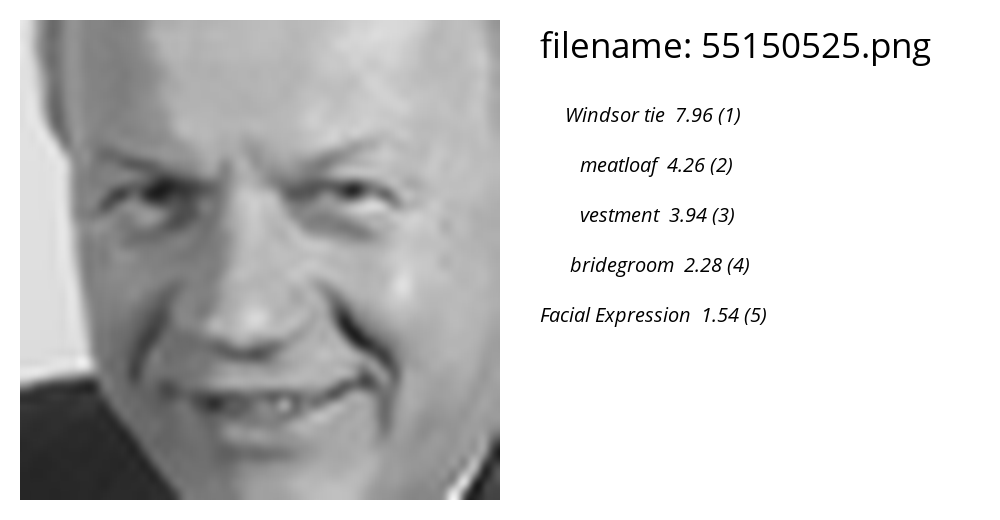 filename: 55150525.png
Windsor tie 7.96 (1)
meatloaf 4.26 (2)
vestment 3.94 (3)
bridegroom 2.28 (4)
Facial Expression 1.54 (5)